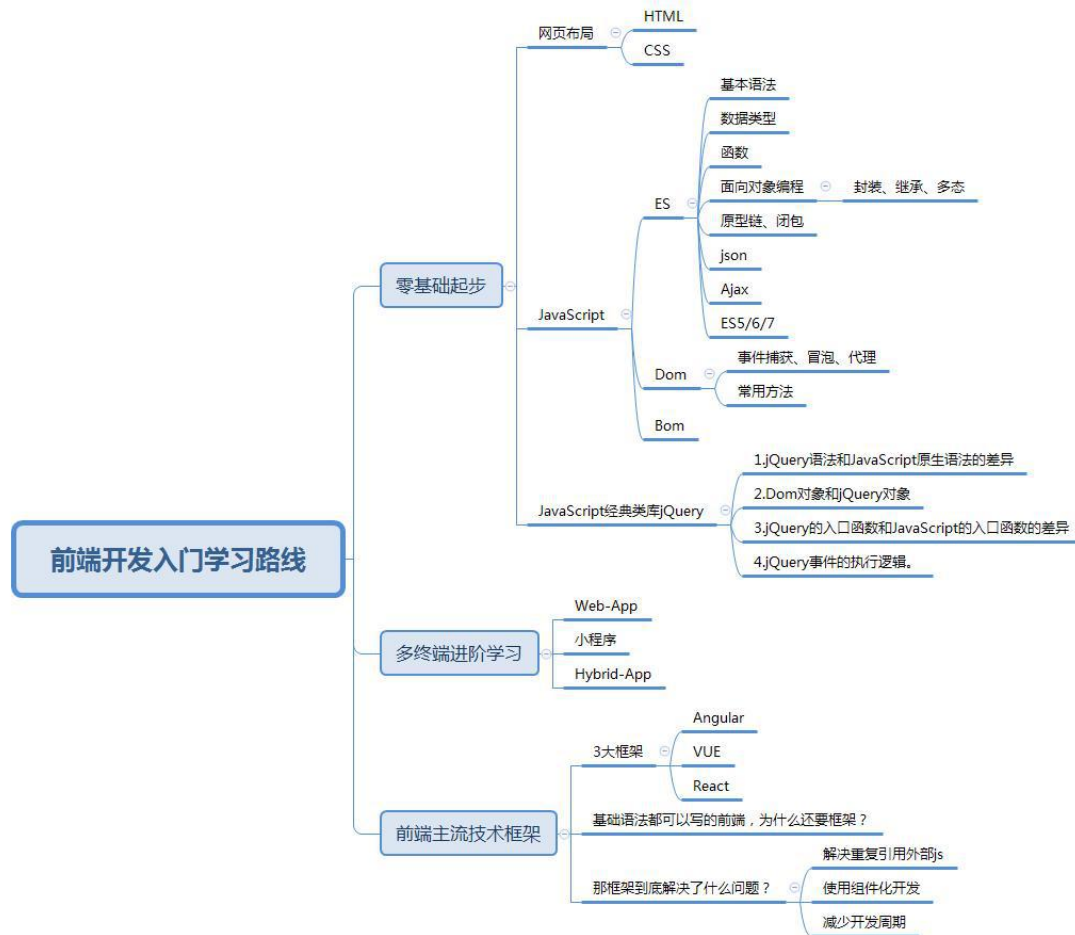 前端开发入门学习路线
零基础起步
网页布局
HTML
CSS
JavaScript
ES
基本语法
数据类型
函数
面向对象编程
封装、继承、多态
原型链、闭包
json
Ajax
ES5/6/7
Dom
事件捕获、冒泡、代理
常用方法
Bom
JavaScript经典类库jQuery
1.jQuery语法和JavaScript原生语法的差异
2.Dom对象和jQuery对象
3.jQuery的入口函数和JavaScript的入口函数的差异
4.jQuery事件的执行逻辑。
多终端进阶学习
Web-App
小程序
Hybrid-App
前端主流技术框架
3大框架
Angular
VUE
React
基础语法都可以写的前端，为什么还要框架？
那框架到底解决了什么问题？
解决重复引用外部js
使用组件化开发
减少开发周期